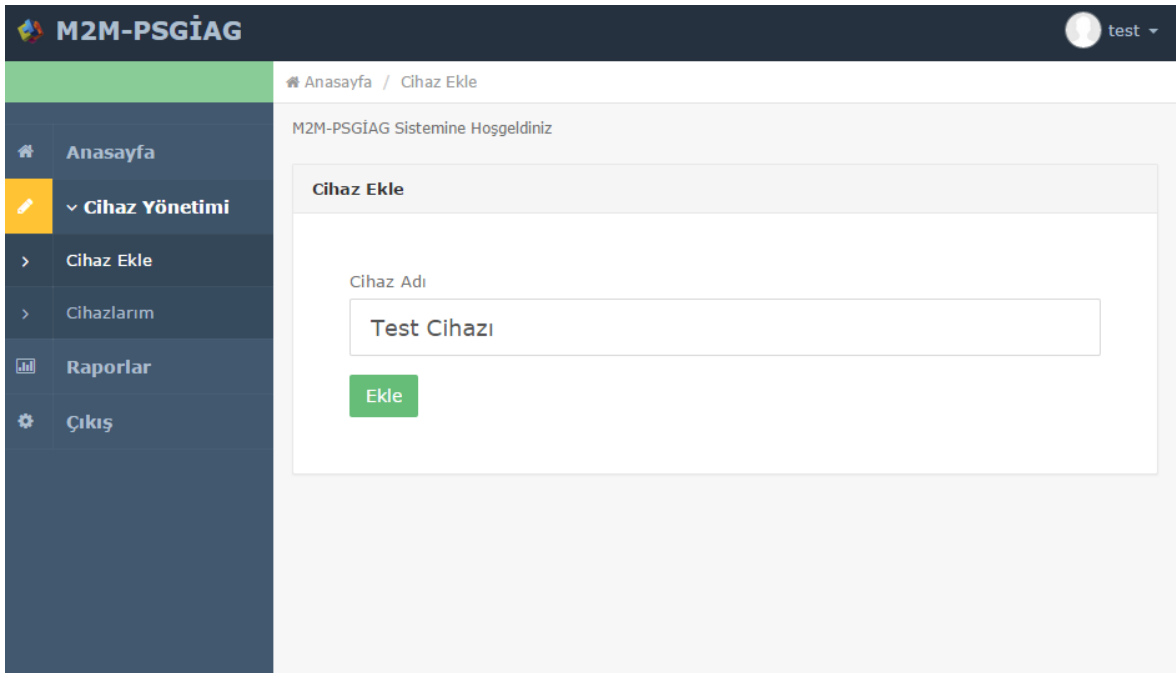 M2M-PSGİAG
test
Anasayfa / Cihaz Ekle
M2M-PSGİAG Sistemine Hoşgeldiniz
Anasayfa
Cihaz Yönetimi
Cihaz Ekle
Cihazlarım
Raporlar
Çıkış
Cihaz Ekle
Cihaz Adı
Test Cihazı
Ekle